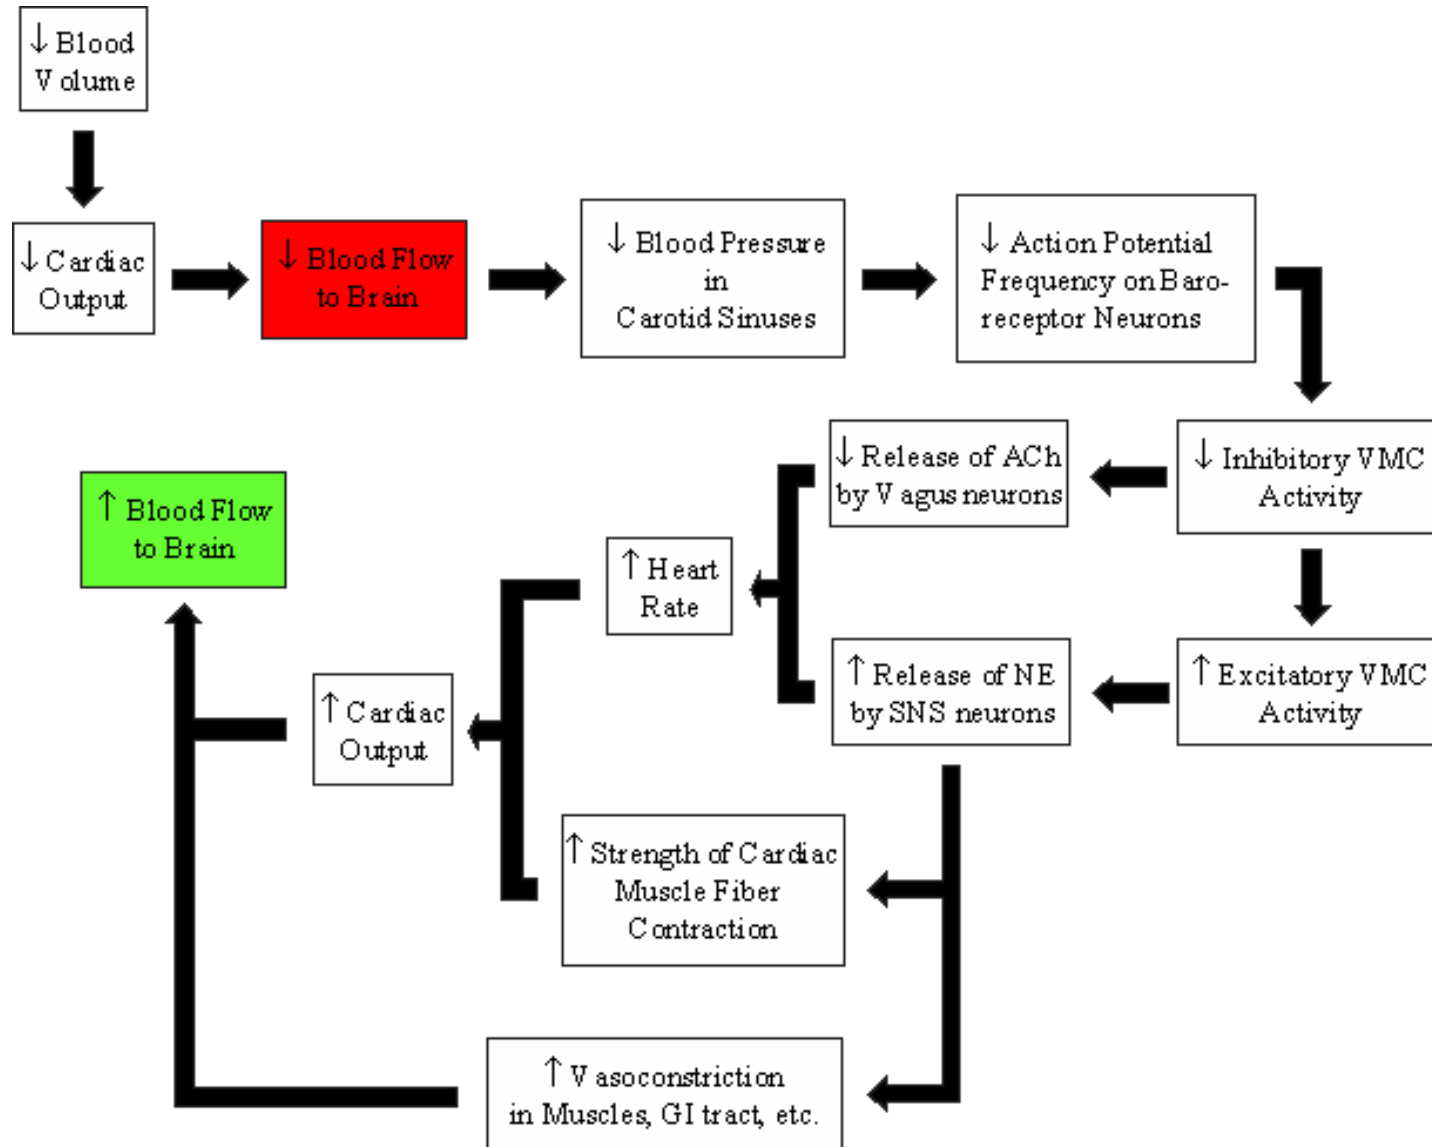 ↓ Blood
Volume
↓ Cardiac
Output
↓ Blood Flow
to Brain
↓ Blood Pressure
in
Carotid Sinuses
↓ Action Potential
Frequency on Baro-
receptor Neurons
↓ Inhibitory VMC
Activity
↓ Release of ACh
by Vagus neurons
↑ Excitatory VMC
Activity
↑ Release of NE
by SNS neurons
↑ Heart
Rate
↑ Strength of Cardiac
Muscle Fiber
Contraction
↑ Cardiac
Output
↑ Vasoconstriction
in Muscles, GI tract, etc.
↑ Blood Flow
to Brain